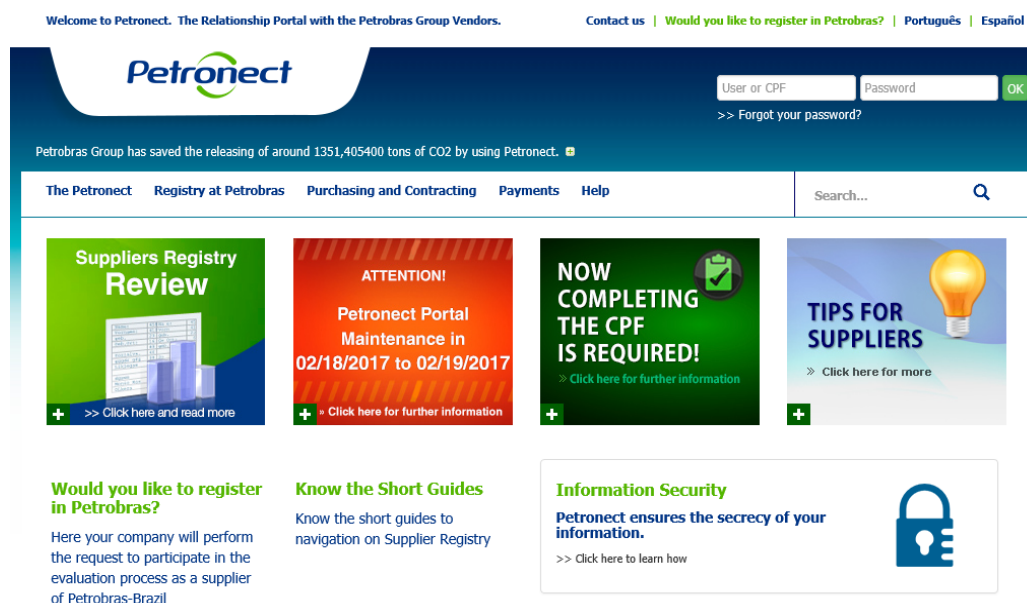 Welcome to Petronect. The Relationship Portal with the Petrobras Group Vendors.
Contact us | Would you like to register in Petrobras? | Português | Español
Petronect
User or CPF
Password
OK
>> Forgot your password?
Petrobras Group has saved the releasing of around 1351,405400 tons of CO2 by using Petronect.
The Petronect
Registry at Petrobras
Purchasing and Contracting
Payments
Help
Search...
Suppliers Registry
Review
>> Click here and read more
ATTENTION!
Petronect Portal
Maintenance in
02/18/2017 to 02/19/2017
» Click here for further information
NOW
COMPLETING
THE CPF
IS REQUIRED!
» Click here for further information
TIPS FOR
SUPPLIERS
» Click here for more
Would you like to register
in Petrobras?
Here your company will perform
the request to participate in the
evaluation process as a supplier
of Petrobras-Brazil
Know the Short Guides
Know the short guides to
navigation on Supplier Registry
Information Security
Petronect ensures the secrecy of your
information.
>> Click here to learn how